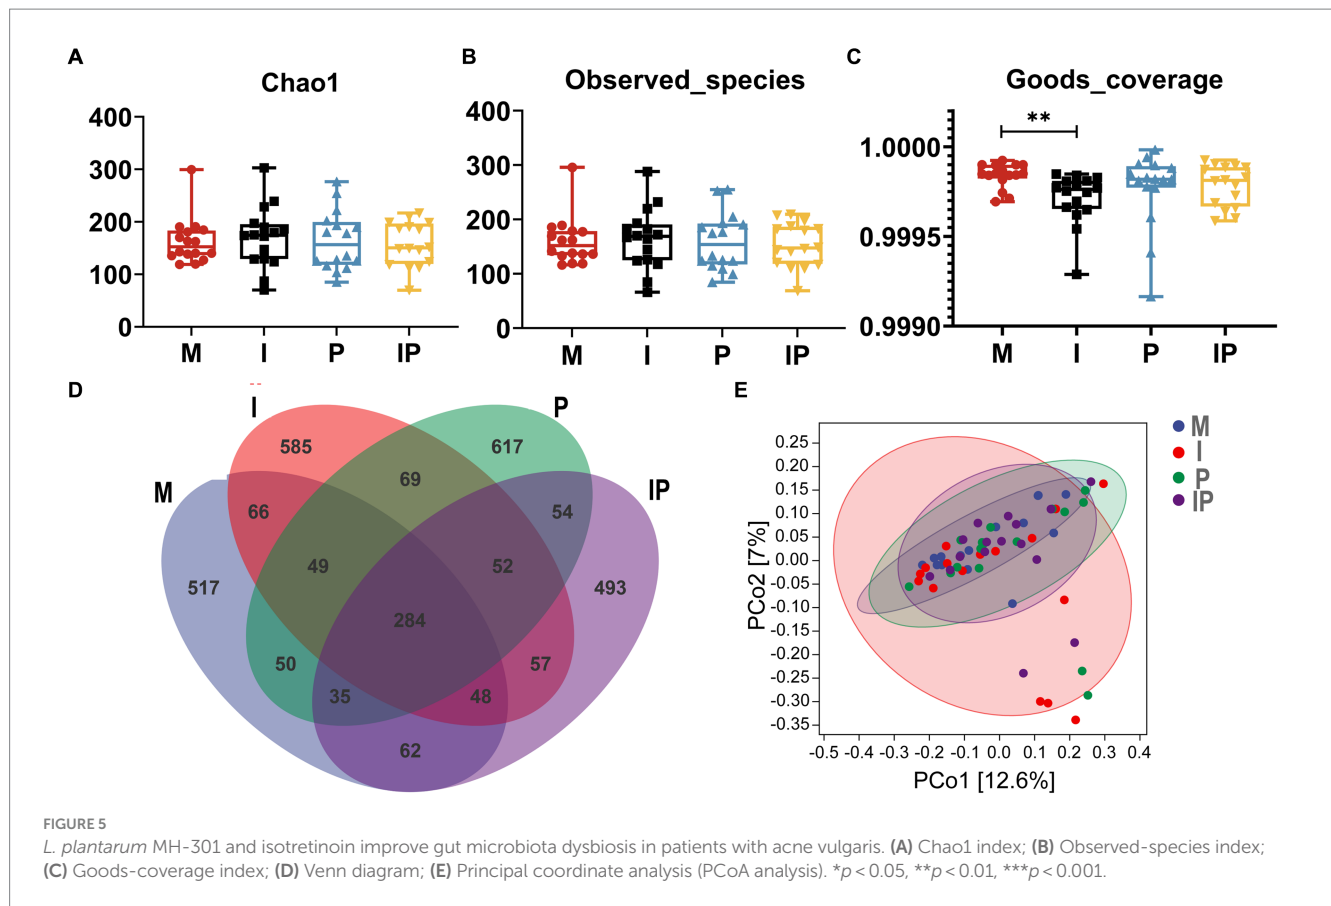 A
Chao1
400
300
200
100
0
M I P IP
B
Observed_species
400
300
200
100
0
M I P IP
C
Goods_coverage
**
1.0000
0.9995
0.9990
M I P IP
D
I P
M IP
585 617
69
66 54
49 52
517 493
284
50 57
35 48
62
E
M
I
P
IP
0.25
0.20
0.15
0.10
0.05
0.00
-0.05
-0.10
-0.15
-0.20
-0.25
-0.30
-0.35
PCo2 [7%]
-0.5 -0.4 -0.3 -0.2 -0.1 0.0 0.1 0.2 0.3 0.4
PCo1 [12.6%]
FIGURE 5
L. plantarum MH-301 and isotretinoin improve gut microbiota dysbiosis in patients with acne vulgaris. (A) Chao1 index; (B) Observed-species index;
(C) Goods-coverage index; (D) Venn diagram; (E) Principal coordinate analysis (PCoA analysis). *p < 0.05, **p < 0.01, ***p < 0.001.